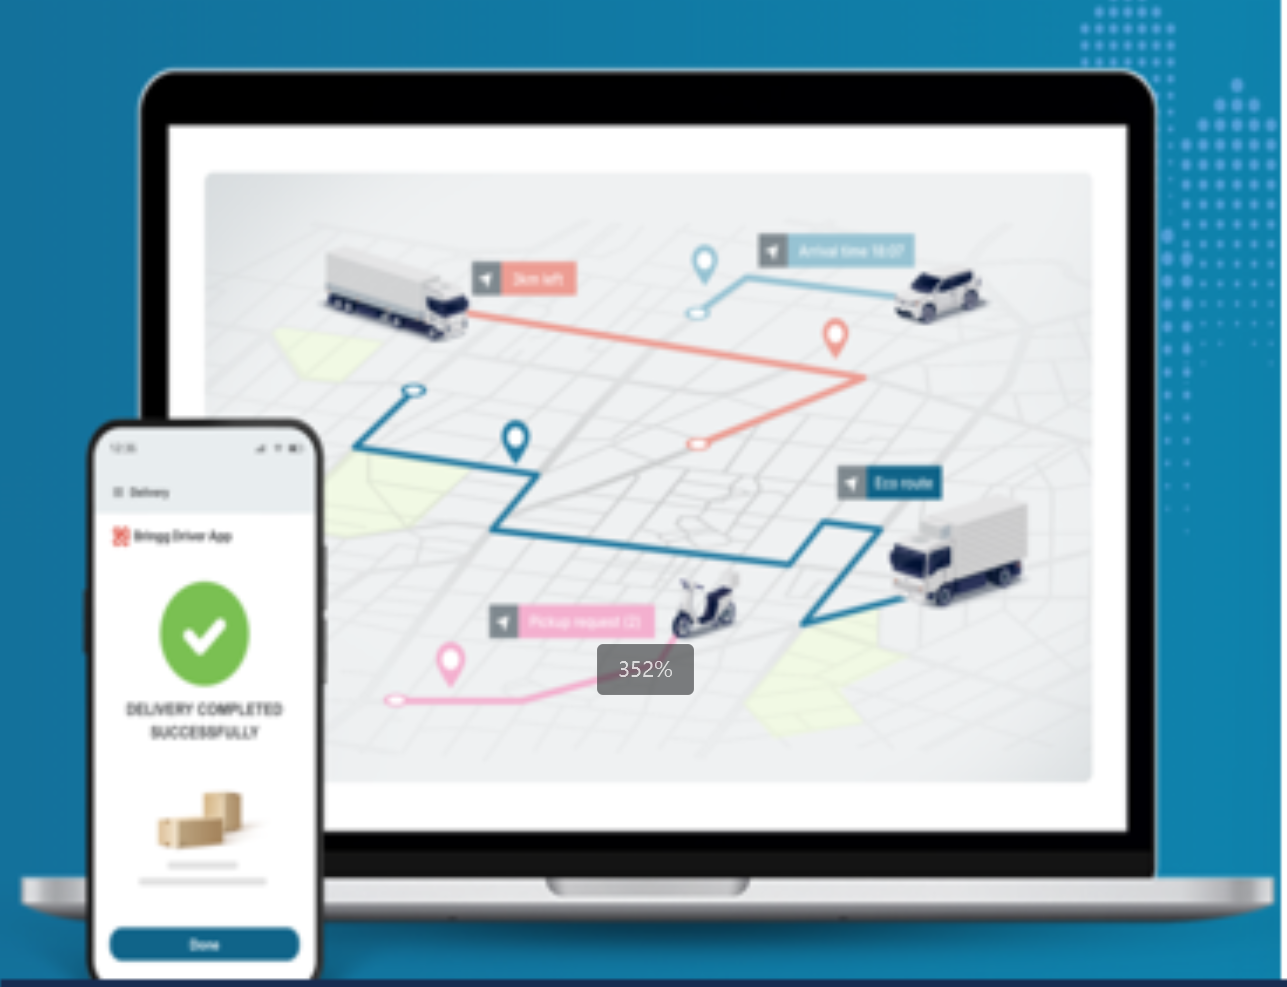 Arrival time 18:07
3km left
Eco route
Pickup request (2)
352%
12:35
Delivery
Bringg Driver App
DELIVERY COMPLETED
SUCCESSFULLY
Done